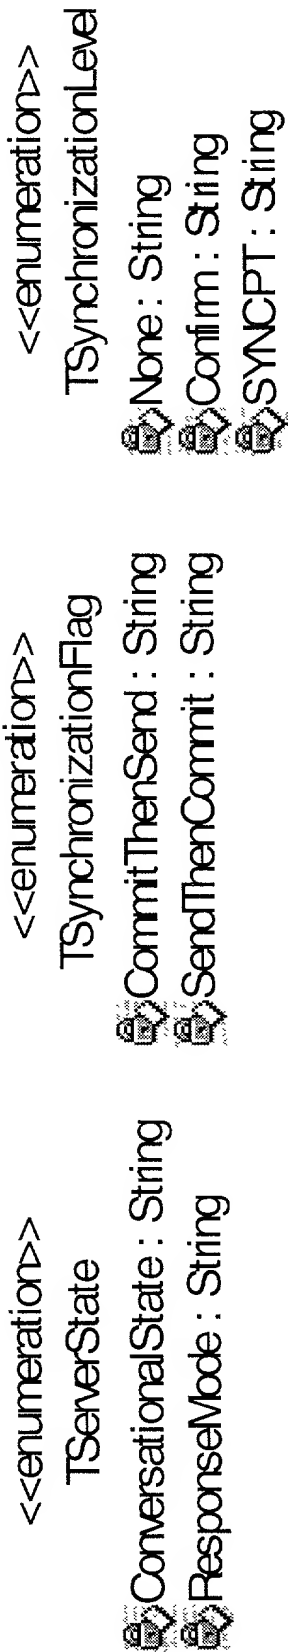 <<enumeration>>
TServerState
ConversationalState : String
ResponseMode : String
<<enumeration>>
TSynchronizationFlag
CommitThenSend : String
SendThenCommit : String
<<enumeration>>
TSynchronizationLevel
None : String
Confirm : String
SYNCPT : String